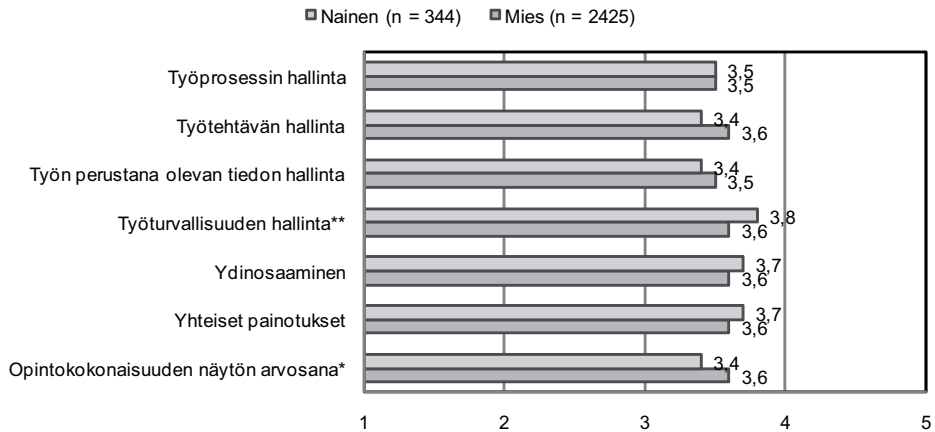 Nainen (n = 344) Mies (n = 2425)
Työprosessin hallinta 3,5
3,5
Työtehtävän hallinta 3,4
3,6
Työn perustana olevan tiedon hallinta 3,4
3,5
Työturvallisuuden hallinta** 3,8
3,6
Ydinosaaminen 3,7
3,6
Yhteiset painotukset 3,7
3,6
Opintokokonaisuuden näytön arvosana* 3,4
3,6
1 2 3 4 5